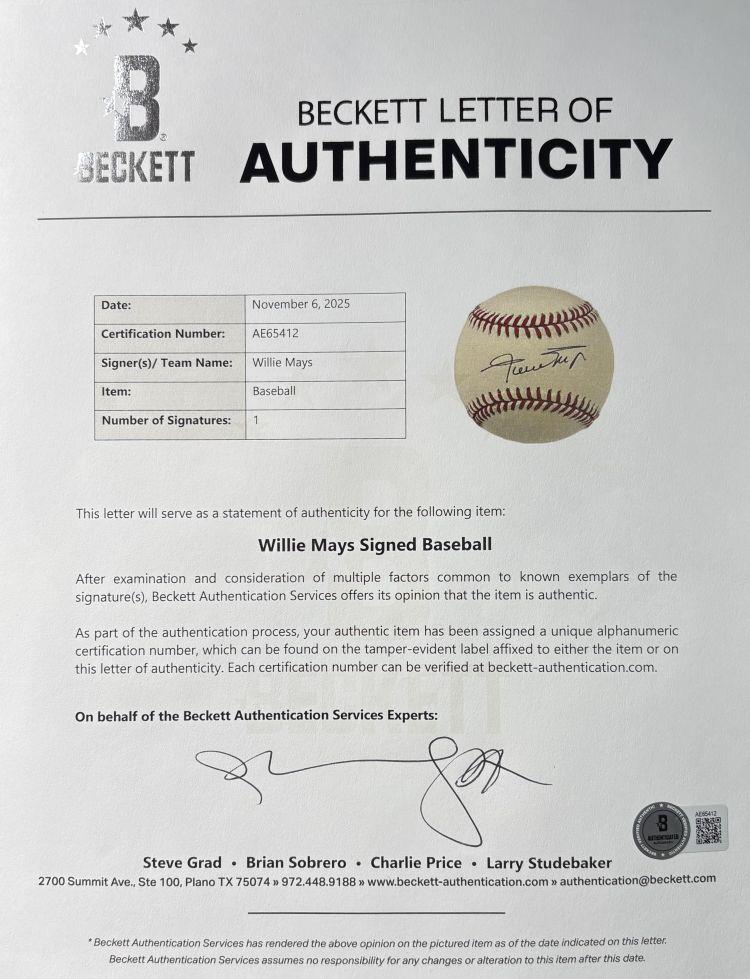 BECKETT
BECKETT LETTER OF
AUTHENTICITY
Date: November 6, 2025
Certification Number: AE65412
Signer(s)/ Team Name: Willie Mays
Item: Baseball
Number of Signatures: 1
Willie Mays
This letter will serve as a statement of authenticity for the following item:
Willie Mays Signed Baseball
After examination and consideration of multiple factors common to known exemplars of the
signature(s), Beckett Authentication Services offers its opinion that the item is authentic.
As part of the authentication process, your authentic item has been assigned a unique alphanumeric
certification number, which can be found on the tamper-evident label affixed to either the item or on
this letter of authenticity. Each certification number can be verified at beckett-authentication.com.
On behalf of the Beckett Authentication Services Experts:
AE65412
Steve Grad • Brian Sobrero • Charlie Price • Larry Studebaker
2700 Summit Ave., Ste 100, Plano TX 75074 » 972.448.9188 » www.beckett-authentication.com » authentication@beckett.com
* Beckett Authentication Services has rendered the above opinion on the pictured item as of the date indicated on this letter.
Beckett Authentication Services assumes no responsibility for any changes or alteration to this item after this date.